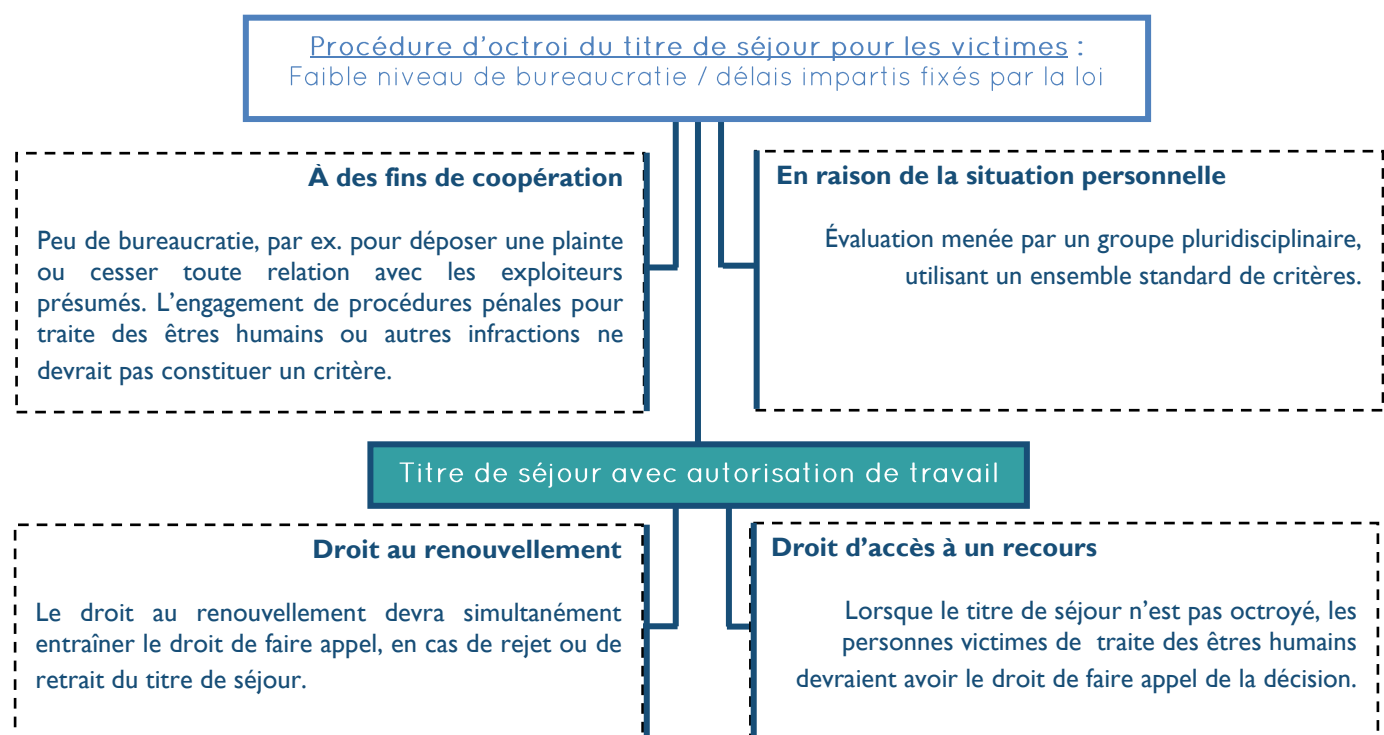 Procédure d'octroi du titre de séjour pour les victimes :
Faible niveau de bureaucratie / délais impartis fixés par la loi
À des fins de coopération
Peu de bureaucratie, par ex. pour déposer une plainte
ou cesser toute relation avec les exploiteurs
présumés. L'engagement de procédures pénales pour
traite des êtres humains ou autres infractions ne
devrait pas constituer un critère.
En raison de la situation personnelle
Évaluation menée par un groupe pluridisciplinaire,
utilisant un ensemble standard de critères.
Titre de séjour avec autorisation de travail
Droit au renouvellement
Le droit au renouvellement devra simultanément
entraîner le droit de faire appel, en cas de rejet ou de
retrait du titre de séjour.
Droit d'accès à un recours
Lorsque le titre de séjour n'est pas octroyé, les
personnes victimes de traite des êtres humains
devraient avoir le droit de faire appel de la décision.